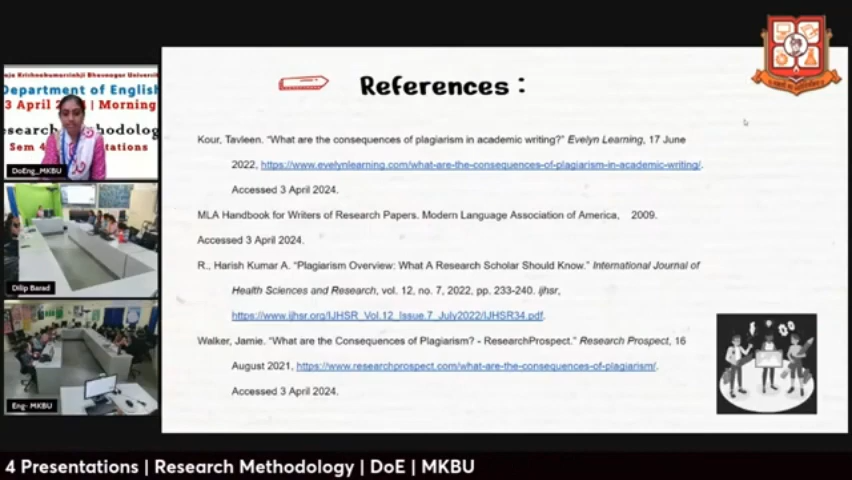 References :
Kour, Tavleen. “What are the consequences of plagiarism in academic writing?” Evelyn Learning, 17 June
2022, https://www.evelynlearning.com/what-are-the-consequences-of-plagiarism-in-academic-writing/.
Accessed 3 April 2024.
MLA Handbook for Writers of Research Papers. Modern Language Association of America, 2009.
Accessed 3 April 2024.
R., Harish Kumar A. “Plagiarism Overview: What A Research Scholar Should Know.” International Journal of
Health Sciences and Research, vol. 12, no. 7, 2022, pp. 233-240. ijhsr,
https://www.ijhsr.org/IJHSR_Vol.12_Issue.7_July2022/IJHSR34.pdf.
Walker, Jamie. “What are the Consequences of Plagiarism? - ResearchProspect.” Research Prospect, 16
August 2021, https://www.researchprospect.com/what-are-the-consequences-of-plagiarism/.
Accessed 3 April 2024.
aja Krishnakumarsinhji Bhavnagar Universit
Department of English
3 April 2 4 | Morning
esearch hodolog
Sem 4 ntations
DoEng_MKBU
Dilip Barad
Eng- MKBU
4 Presentations | Research Methodology | DoE | MKBU